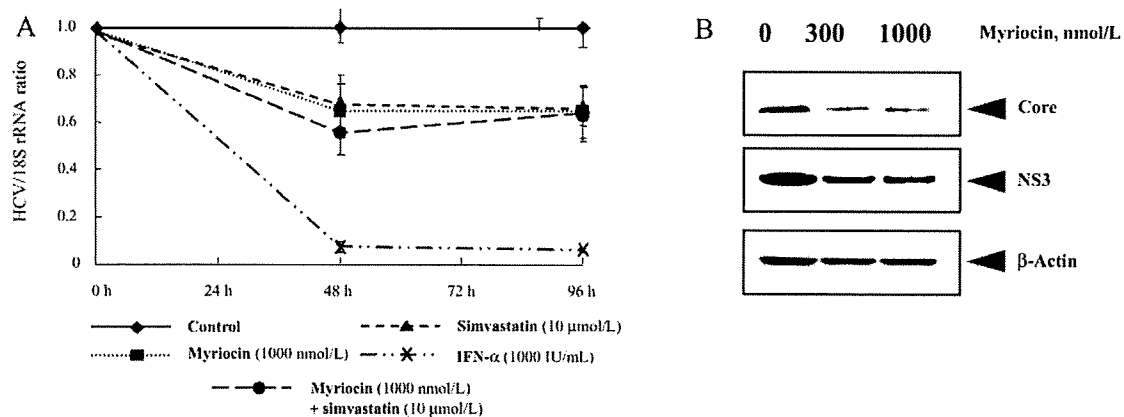 A
HCV/18S rRNA ratio
1.0
0.8
0.6
0.4
0.2
0
0 h 24 h 48 h 72 h 96 h
Control
Simvastatin (10 μmol/L)
Myriocin (1000 nmol/L)
IFN-α (1000 IU/mL)
Myriocin (1000 nmol/L)
+ simvastatin (10 μmol/L)
B
0 300 1000 Myriocin, nmol/L
Core
NS3
β-Actin